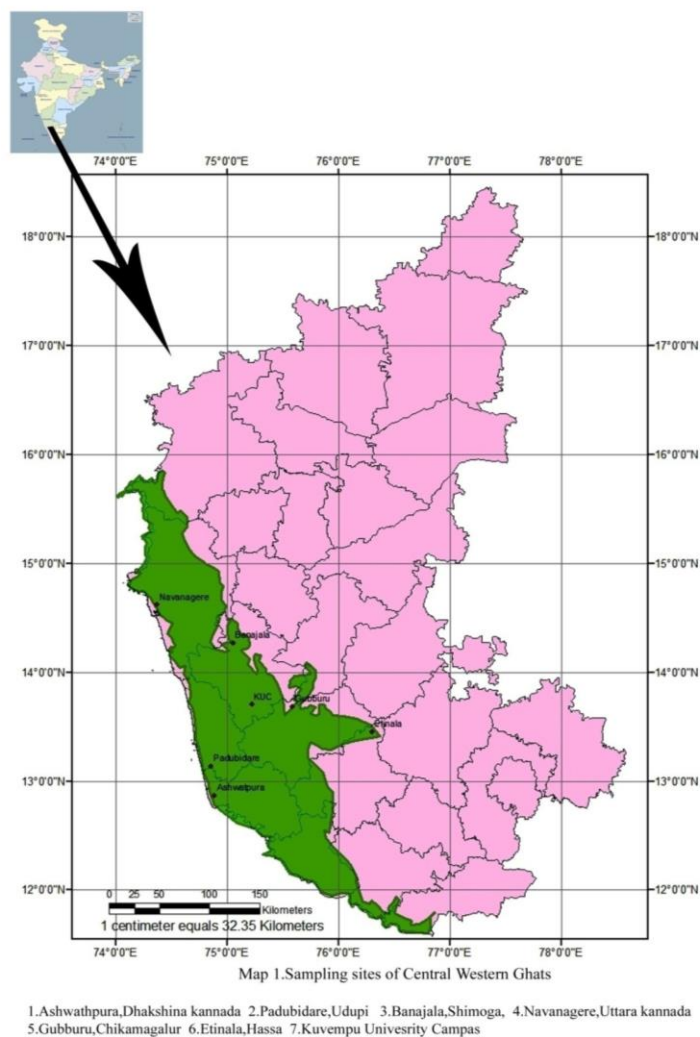 74°0'0"E 75°0'0"E 76°0'0"E 77°0'0"E 78°0'0"E
18°0'0"N 18°0'0"N
17°0'0"N 17°0'0"N
16°0'0"N 16°0'0"N
15°0'0"N 15°0'0"N
Navanagere
Banajala
14°0'0"N 14°0'0"N
KUC
Etinala
Padubidare
13°0'0"N 13°0'0"N
Ashwatpura
12°0'0"N 12°0'0"N
0 25 50 100 150
Kilometers
1 centimeter equals 32.35 Kilometers
74°0'0"E 75°0'0"E 76°0'0"E 77°0'0"E 78°0'0"E
Map 1.Sampling sites of Central Western Ghats
1.Ashwathpura,Dhakshina kannada 2.Padubidare,Udupi 3.Banajala,Shimoga, 4.Navanagere,Uttara kannada
5.Gubburu,Chikamagalur 6.Etinala,Hassa 7.Kuvempu Univesrity Campas